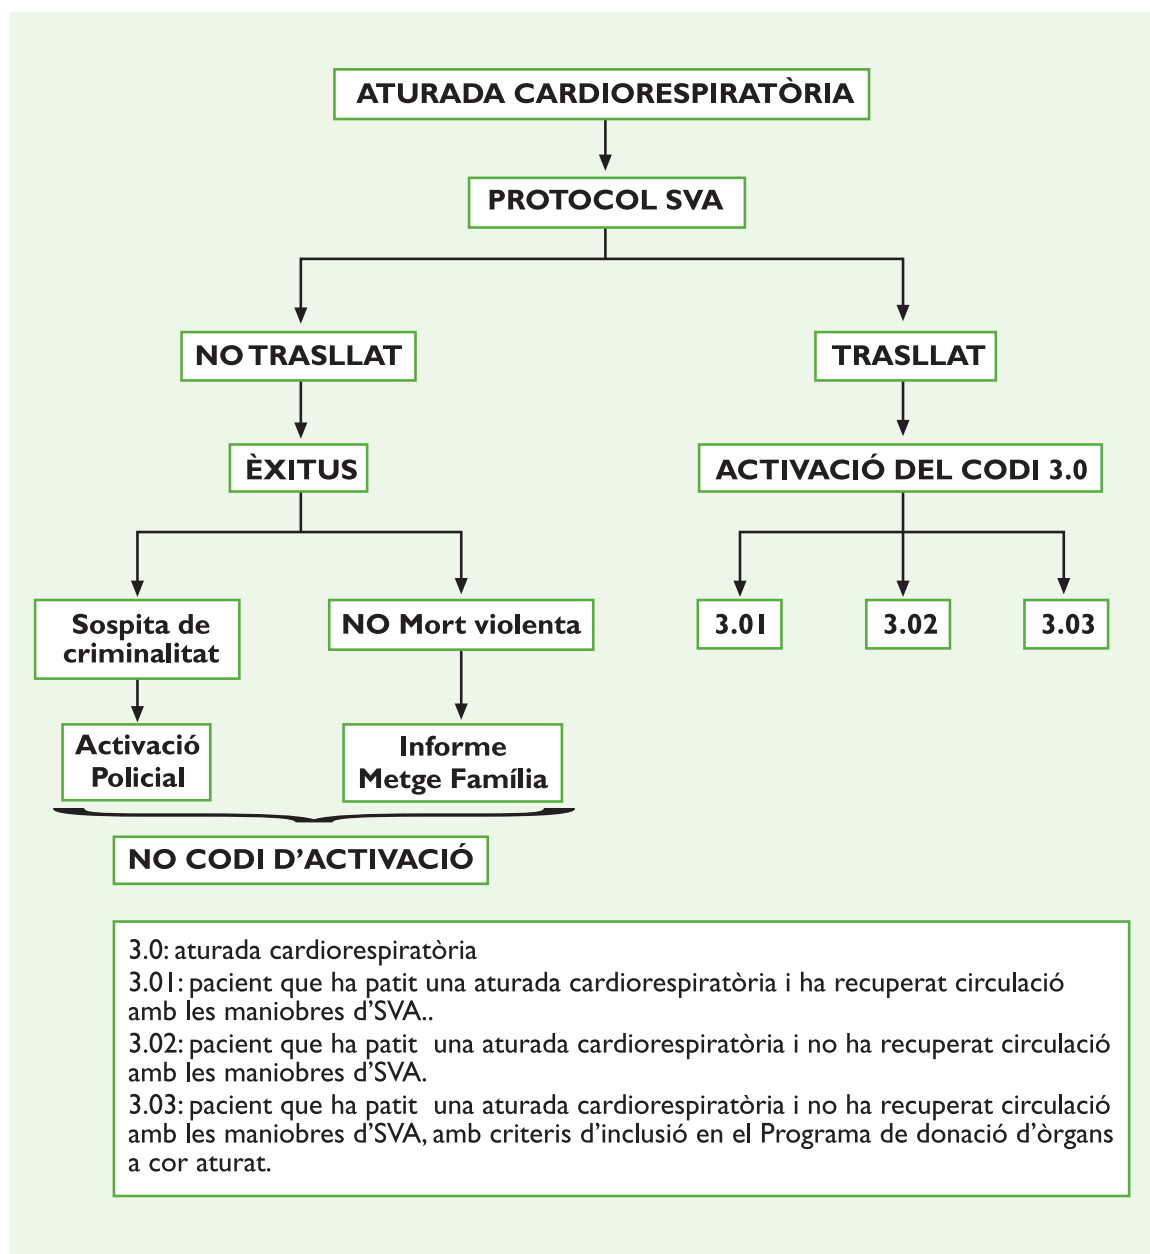 ATURADA CARDIORESPIRATÒRIA
PROTOCOL SVA
NO TRASLLAT
TRASLLAT
ÈXITUS
ACTIVACIÓ DEL CODI 3.0
Sospita de
criminalitat
NO Mort violenta
3.01
3.02
3.03
Activació
Policial
Informe
Metge Família
NO CODI D’ACTIVACIÓ
3.0: aturada cardiorespiratòria
3.01: pacient que ha patit una aturada cardiorespiratòria i ha recuperat circulació
amb les maniobres d’SVA..
3.02: pacient que ha patit una aturada cardiorespiratòria i no ha recuperat circulació
amb les maniobres d’SVA.
3.03: pacient que ha patit una aturada cardiorespiratòria i no ha recuperat circulació
amb les maniobres d’SVA, amb criteris d’inclusió en el Programa de donació d’òrgans
a cor aturat.